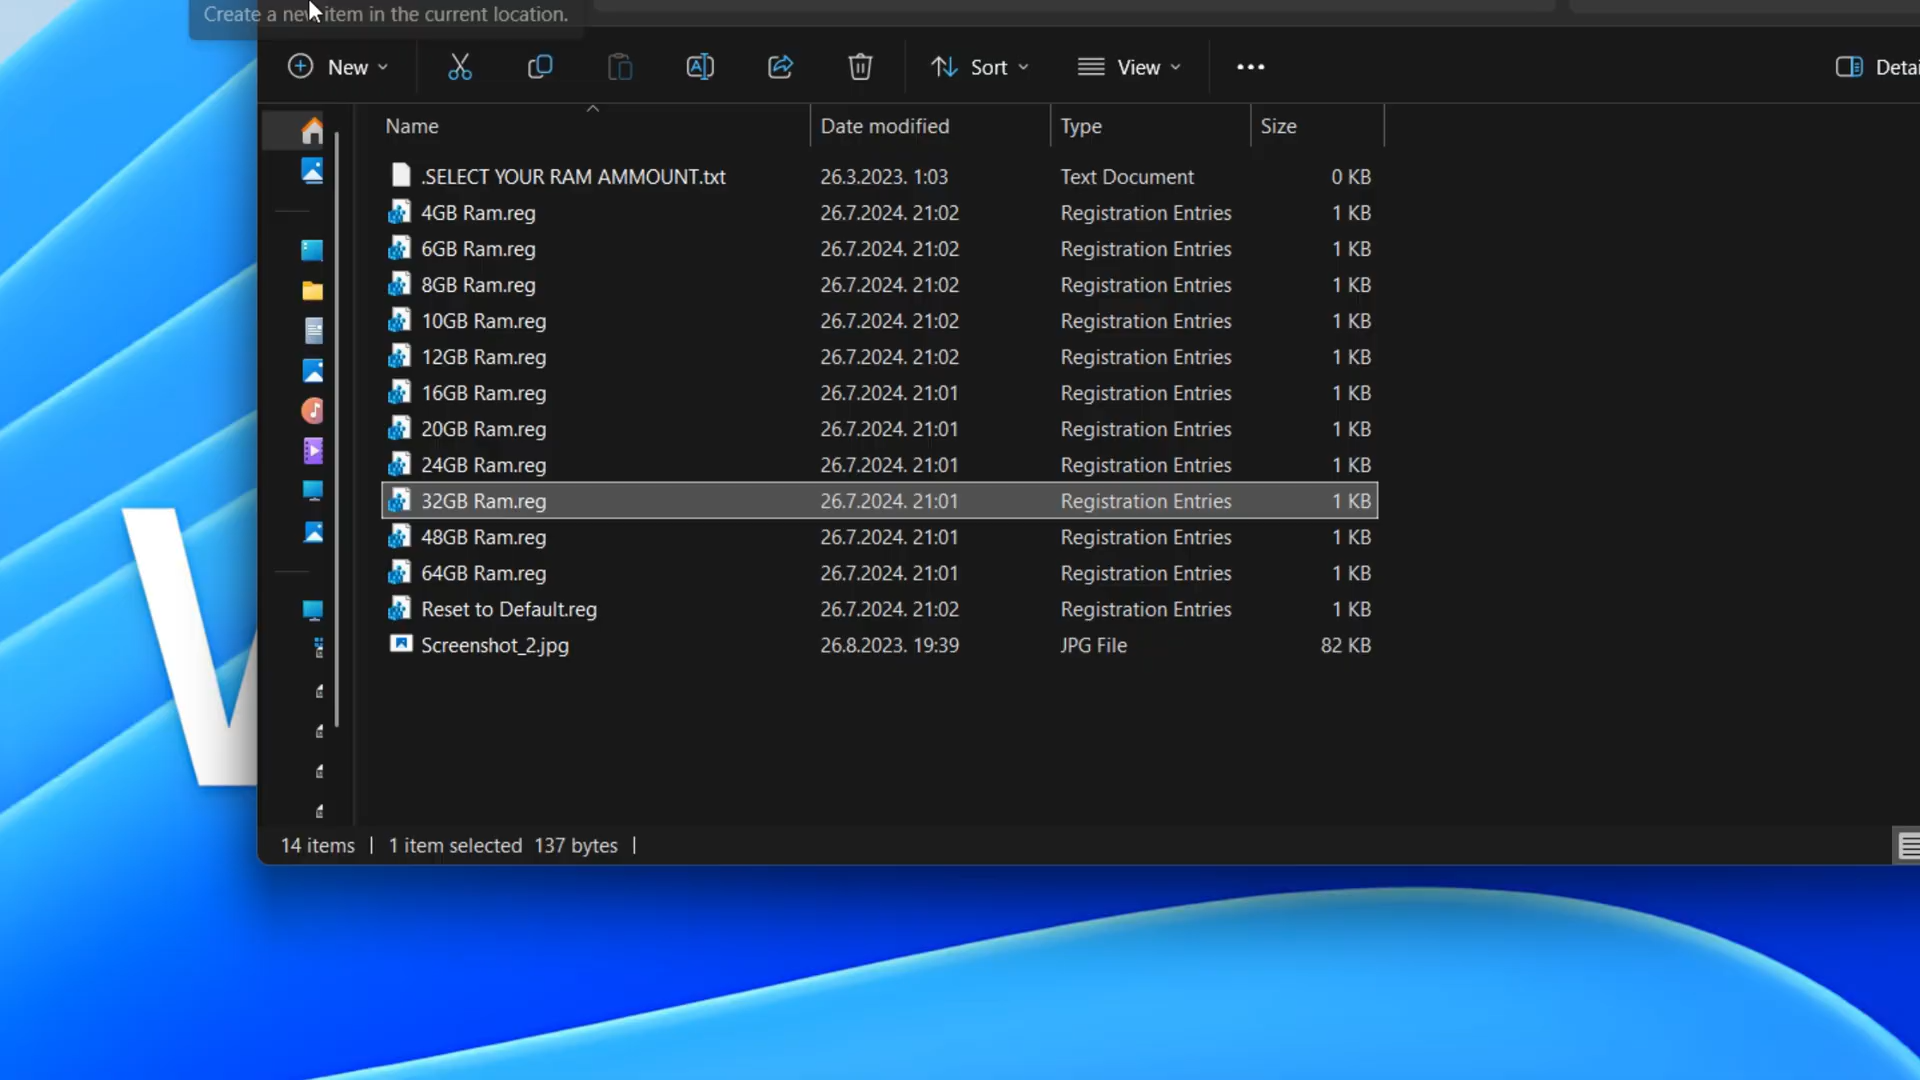 Create a new item in the current location.
New Sort View Detai
Name Date modified Type Size
.SELECT YOUR RAM AMMOUNT.txt 26.3.2023. 1:03 Text Document 0 KB
4GB Ram.reg 26.7.2024. 21:02 Registration Entries 1 KB
6GB Ram.reg 26.7.2024. 21:02 Registration Entries 1 KB
8GB Ram.reg 26.7.2024. 21:02 Registration Entries 1 KB
10GB Ram.reg 26.7.2024. 21:02 Registration Entries 1 KB
12GB Ram.reg 26.7.2024. 21:02 Registration Entries 1 KB
16GB Ram.reg 26.7.2024. 21:01 Registration Entries 1 KB
20GB Ram.reg 26.7.2024. 21:01 Registration Entries 1 KB
24GB Ram.reg 26.7.2024. 21:01 Registration Entries 1 KB
32GB Ram.reg 26.7.2024. 21:01 Registration Entries 1 KB
48GB Ram.reg 26.7.2024. 21:01 Registration Entries 1 KB
64GB Ram.reg 26.7.2024. 21:01 Registration Entries 1 KB
Reset to Default.reg 26.7.2024. 21:02 Registration Entries 1 KB
Screenshot_2.jpg 26.8.2023. 19:39 JPG File 82 KB
14 items | 1 item selected 137 bytes |